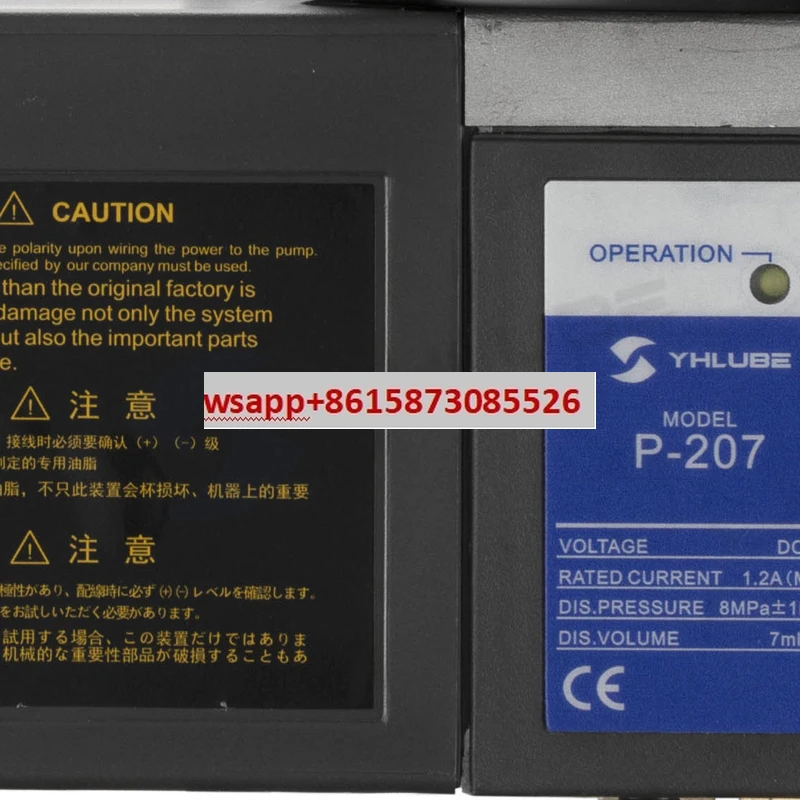 CAUTION
polarity upon wiring the power to the pump.
by our company must be used.
than the original factory is
damage not only the system
but also the important parts
注意
接线时必须要确认（+）（-）级
制定的专用油脂
油脂，不只此装置会杯损坏、机器上的重要
注意
極性があり、配線時に必ず (+) (-) レベルを確認します。
をお試しいただく必要があります。
試用する場合、この装置だけではありま
机械的な重要性部品が破損することもあ
wsapp+8615873085526
OPERATION
YHLUBE
MODEL
P-207
VOLTAGE
RATED CURRENT 1.2A
DIS.PRESSURE 8MPa±
DIS.VOLUME
CE